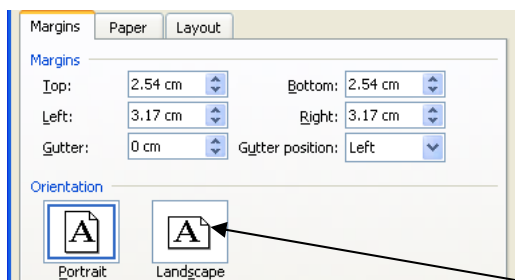 Margins Paper Layout
Margins
Top: 2.54 cm Bottom: 2.54 cm
Left: 3.17 cm Right: 3.17 cm
Gutter: 0 cm Gutter position: Left
Orientation
A A
Portrait Landscape